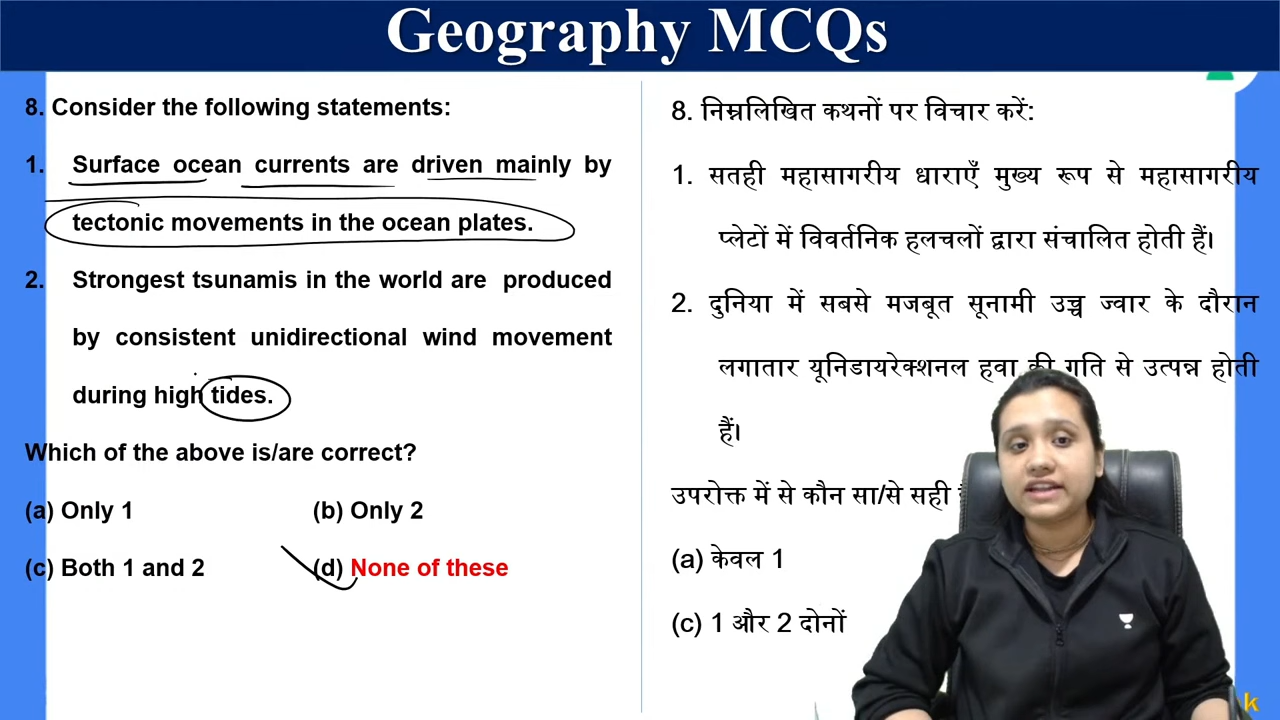 Geography MCQs
8. Consider the following statements:
1. Surface ocean currents are driven mainly by
tectonic movements in the ocean plates.
2. Strongest tsunamis in the world are produced
by consistent unidirectional wind movement
during high tides.
Which of the above is/are correct?
(a) Only 1 (b) Only 2
(c) Both 1 and 2 (d) None of these
8. निम्नलिखित कथनों पर विचार करें:
1. सतही महासागरीय धाराएँ मुख्य रूप से महासागरीय
प्लेटों में विवर्तनिक हलचलों द्वारा संचालित होती हैं।
2. दुनिया में सबसे मजबूत सूनामी उच्च ज्वार के दौरान
लगातार यूनिडायरेक्शनल हवा की गति से उत्पन्न होती
हैं।
उपरोक्त में से कौन सा/से सही
(a) केवल 1
(c) 1 और 2 दोनों
k